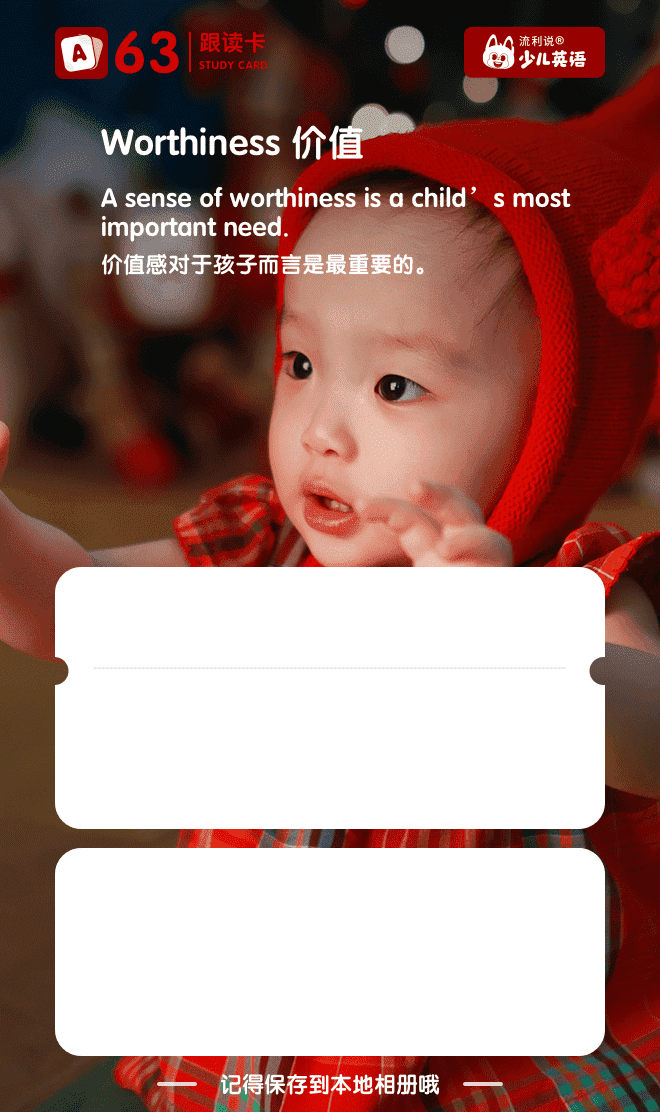 A 63 跟读卡
STUDY CARD
流利说®
少儿英语
Worthiness 价值
A sense of worthiness is a child’s most
important need.
价值感对于孩子而言是最重要的。
记得保存到本地相册哦